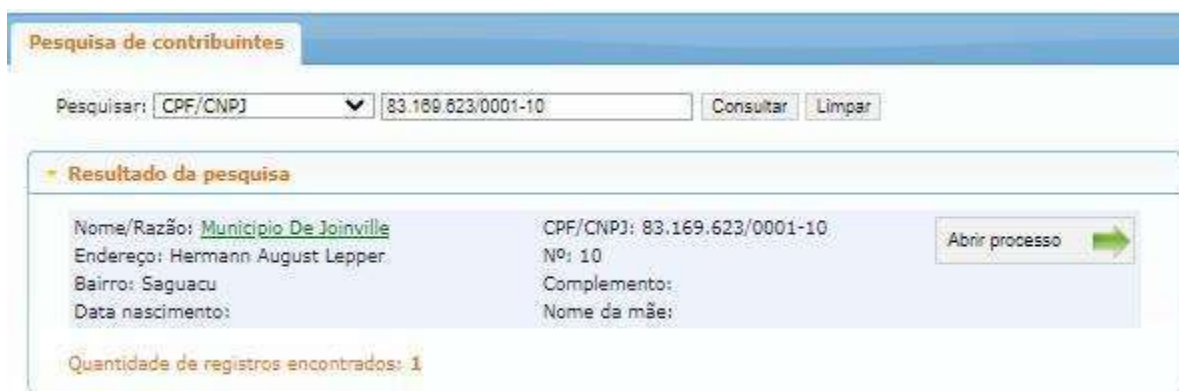 Pesquisa de contribuintes
Pesquisar: CPF/CNPJ 83.169.623/0001-10 Consultar Limpar
Resultado da pesquisa
Nome/Razão: Municipio De Joinville CPF/CNPJ: 83.169.623/0001-10 Abrir processo
Endereço: Hermann August Lepper Nº: 10
Bairro: Saguacu Complemento:
Data nascimento: Nome da mãe:
Quantidade de registros encontrados: 1